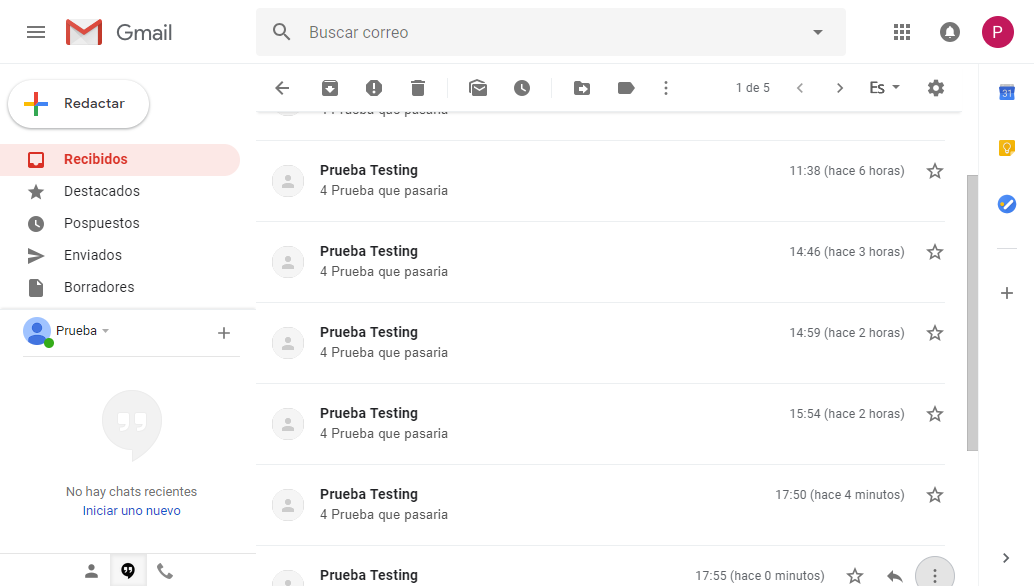 Gmail
Buscar correo
P
Redactar
1 de 5
Es
31
Recibidos
Destacados
Pospuestos
Enviados
Borradores
Prueba
No hay chats recientes
Iniciar uno nuevo
4 Prueba que pasaria
Prueba Testing
11:38 (hace 6 horas)
4 Prueba que pasaria
Prueba Testing
14:46 (hace 3 horas)
4 Prueba que pasaria
Prueba Testing
14:59 (hace 2 horas)
4 Prueba que pasaria
Prueba Testing
15:54 (hace 2 horas)
4 Prueba que pasaria
Prueba Testing
17:50 (hace 4 minutos)
4 Prueba que pasaria
Prueba Testing
17:55 (hace 0 minutos)